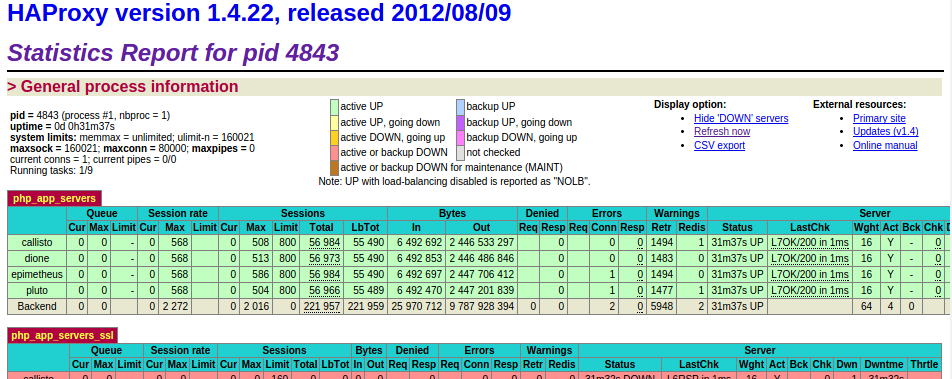 HAProxy version 1.4.22, released 2012/08/09
Statistics Report for pid 4843
> General process information
pid = 4843 (process #1, nbproc = 1)
uptime = 0d 0h31m37s
system limits: memmax = unlimited; ulimit-n = 160021
maxsock = 160021; maxconn = 80000; maxpipes = 0
current conns = 1; current pipes = 0/0
Running tasks: 1/9
active UP backup UP
active UP, going down backup UP, going down
active DOWN, going up backup DOWN, going up
active or backup DOWN not checked
active or backup DOWN for maintenance (MAINT)
Note: UP with load-balancing disabled is reported as "NOLB".
Display option:
• Hide 'DOWN' servers
• Refresh now
• CSV export
External resources:
• Primary site
• Updates (v1.4)
• Online manual
php_app_servers
Queue Session rate Sessions Bytes Denied Errors Warnings Server
Cur Max Limit Cur Max Limit Cur Max Limit Total LbTot In Out Req Resp Req Conn Resp Retr Redis Status LastChk Wght Act Bck Chk
callisto 0 0 - 0 568 0 508 800 56 984 55 490 6 492 692 2 446 533 297 0 0 0 1494 1 31m37s UP L7OK/200 in 1ms 16 Y - 0
dione 0 0 - 0 568 0 513 800 56 973 55 490 6 492 853 2 446 486 846 0 0 0 1483 0 31m37s UP L7OK/200 in 1ms 16 Y - 0
epimetheus 0 0 - 0 568 0 586 800 56 984 55 490 6 492 697 2 447 706 412 0 1 0 1494 0 31m37s UP L7OK/200 in 1ms 16 Y - 0
pluto 0 0 - 0 568 0 504 800 56 966 55 489 6 492 470 2 447 201 839 0 1 0 1477 1 31m37s UP L7OK/200 in 1ms 16 Y - 0
Backend 0 0 0 2 272 0 2 016 0 221 957 221 959 25 970 712 9 787 928 394 0 0 2 0 5948 2 31m37s UP 64 4 0
php_app_servers_ssl
Queue Session rate Sessions Bytes Denied Errors Warnings Server
Cur Max Limit Cur Max Limit Cur Max Limit Total LbTot In Out Req Resp Req Conn Resp Retr Redis Status LastChk Wght Act Bck Chk Dwn Dwntme Thrtle